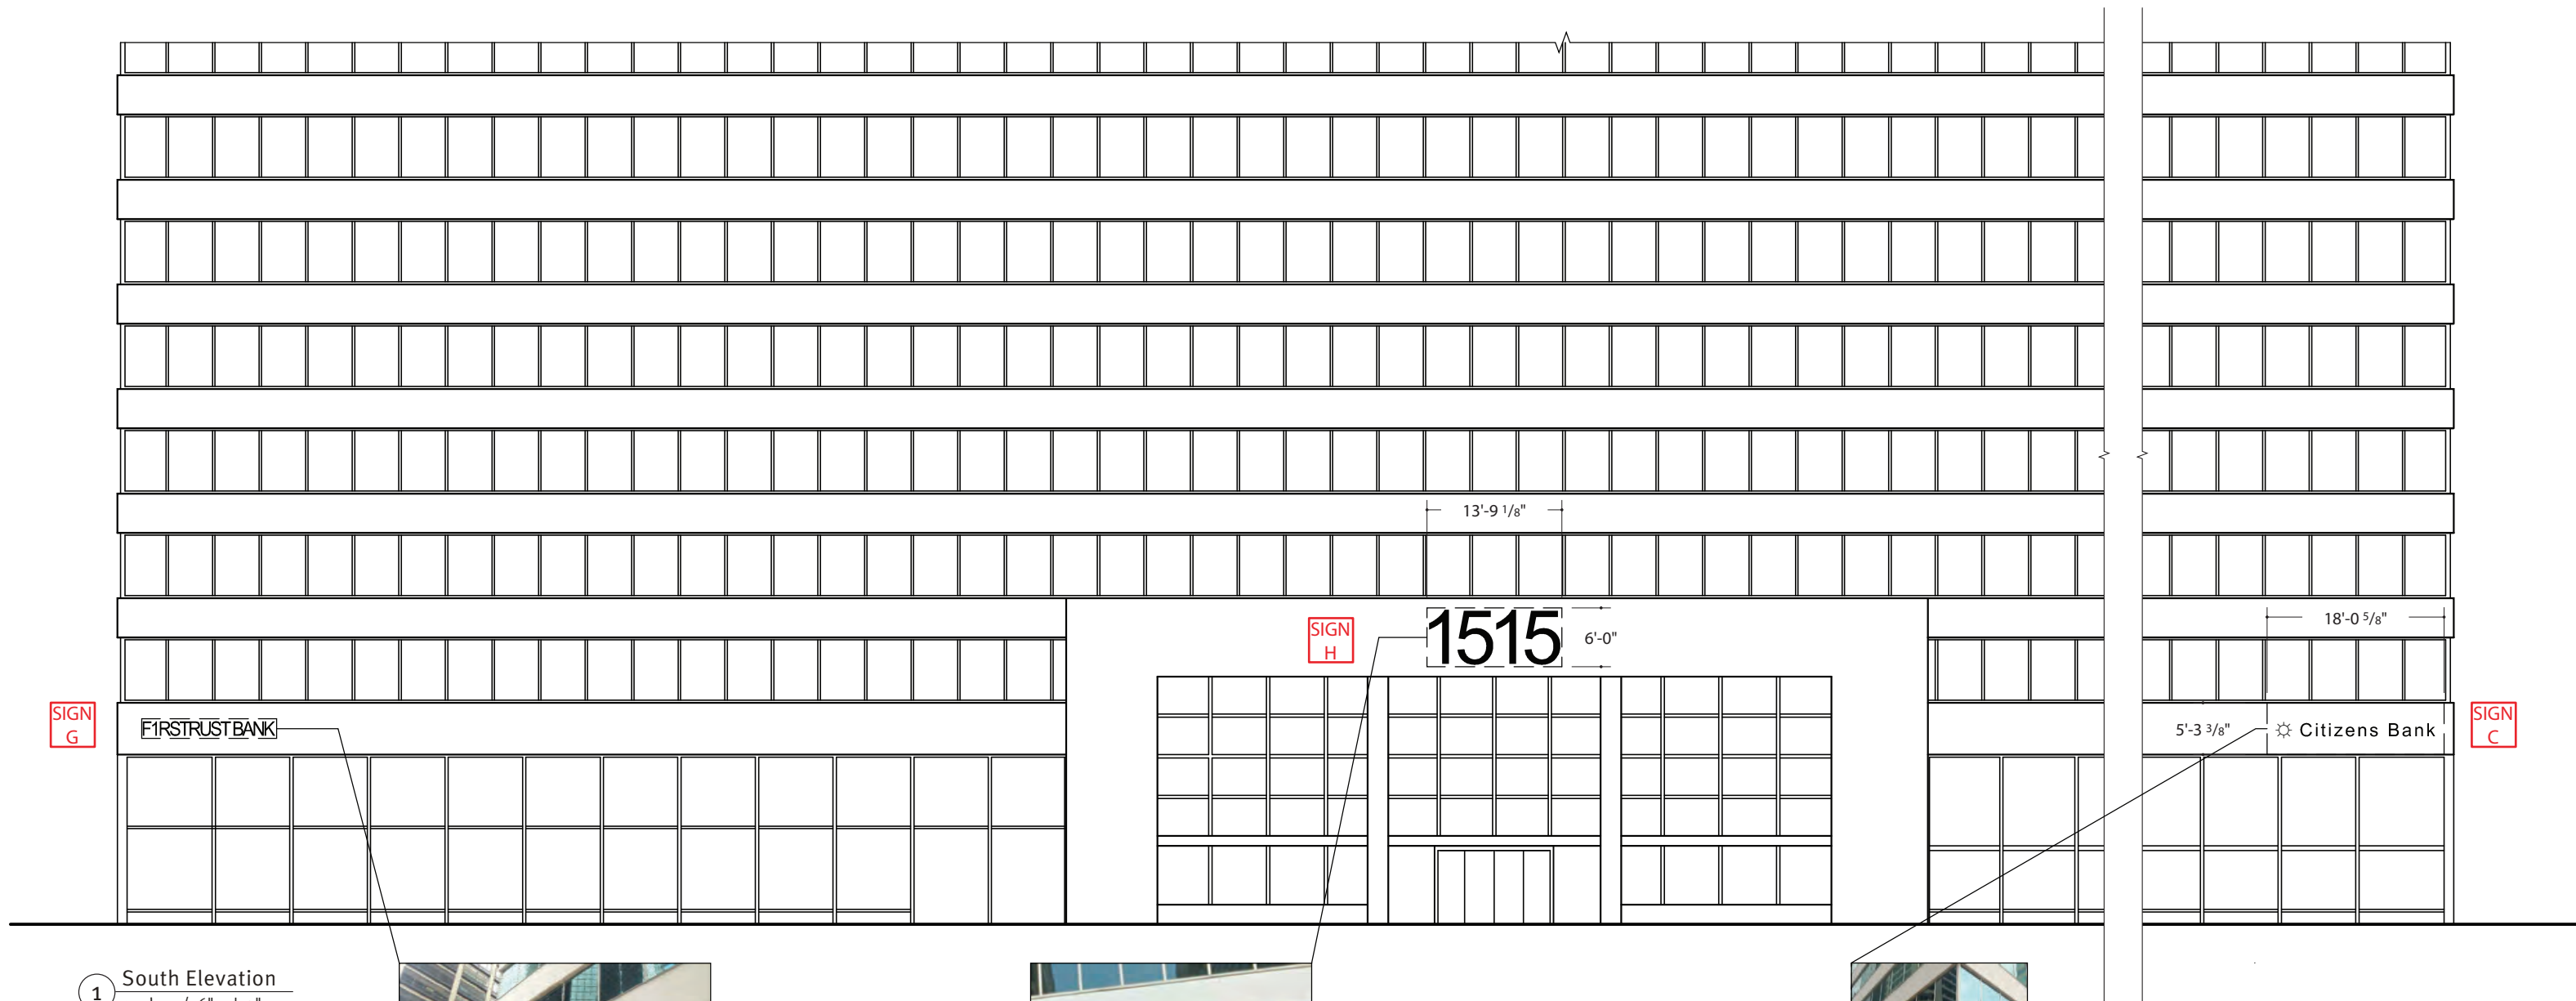 13'-9 1/8"
SIGN
H
1515
6'-0"
18'-0 5/8"
SIGN
G
F1RSTRUST BANK
5'-3 3/8"
Citizens Bank
SIGN
C
1
South Elevation